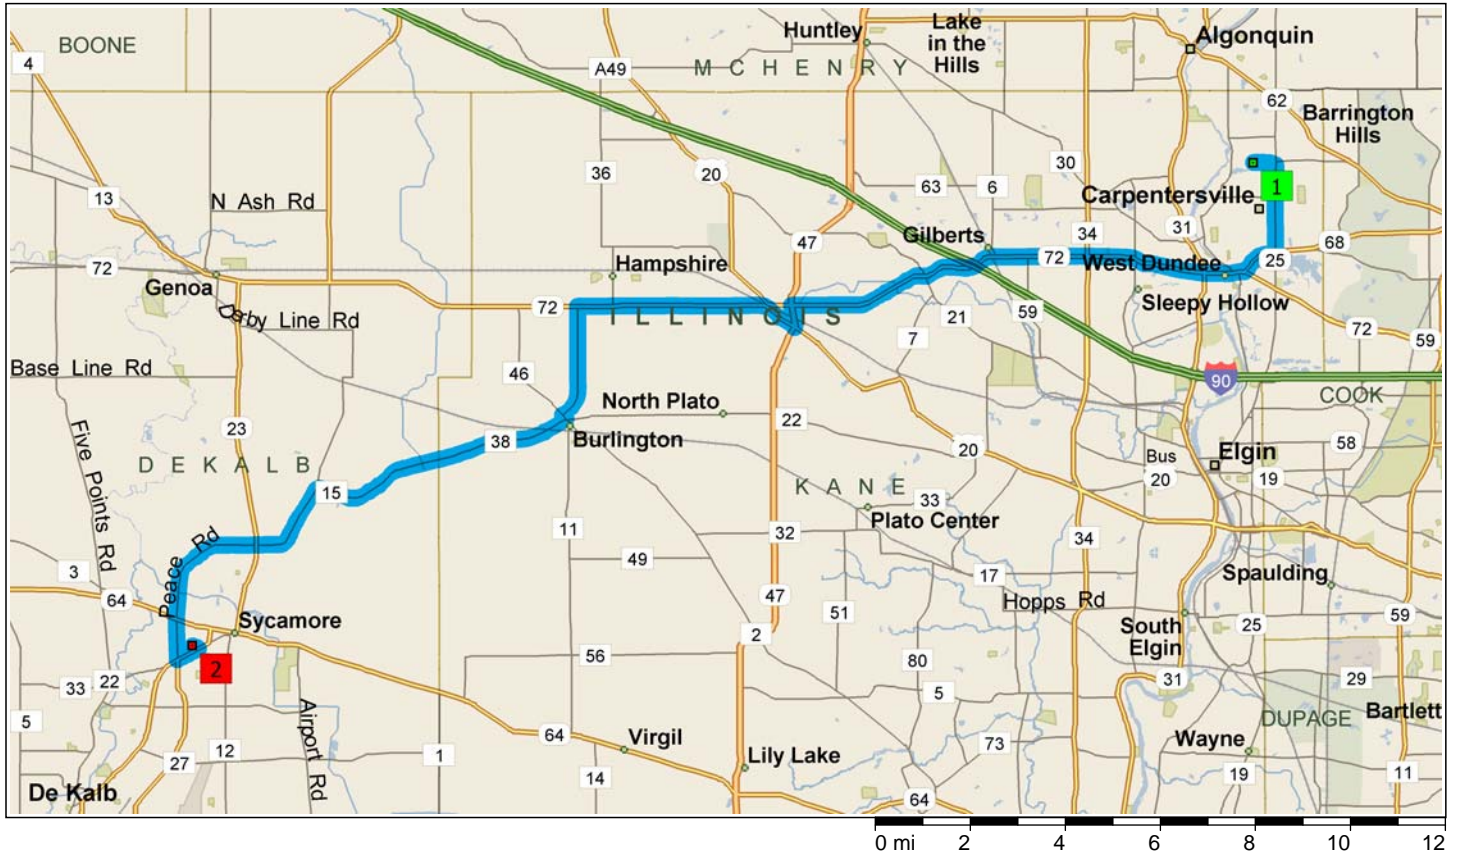 BOONE
4
A49
Huntley
Lake
in the
Hills
MCHENRY
Algonquin
62
Barrington
Hills
36
20
63
6
30
Carpentersville
1
13
N Ash Rd
47
Gilberts
34
31
68
72
Genoa
Hampshire
72
West Dundee
25
Sleepy Hollow
Derby Line Rd
72
ILLINOIS
21
59
7
72
59
Base Line Rd
46
90
COOK
North Plato
22
23
38
Burlington
20
58
Five Points Rd
DEKALB
15
KANE
33
Bus
20
Elgin
19
Plato Center
11
32
34
Peace Rd
49
3
64
17
Spaulding
47
51
Hopps Rd
59
Sycamore
2
South
Elgin
25
2
56
80
31
29
33
22
5
5
Airport Rd
DUPAGE
Bartlett
64
Virgil
73
Wayne
27
12
1
Lily Lake
14
19
11
De Kalb
64
0 mi 2 4 6 8 10 12